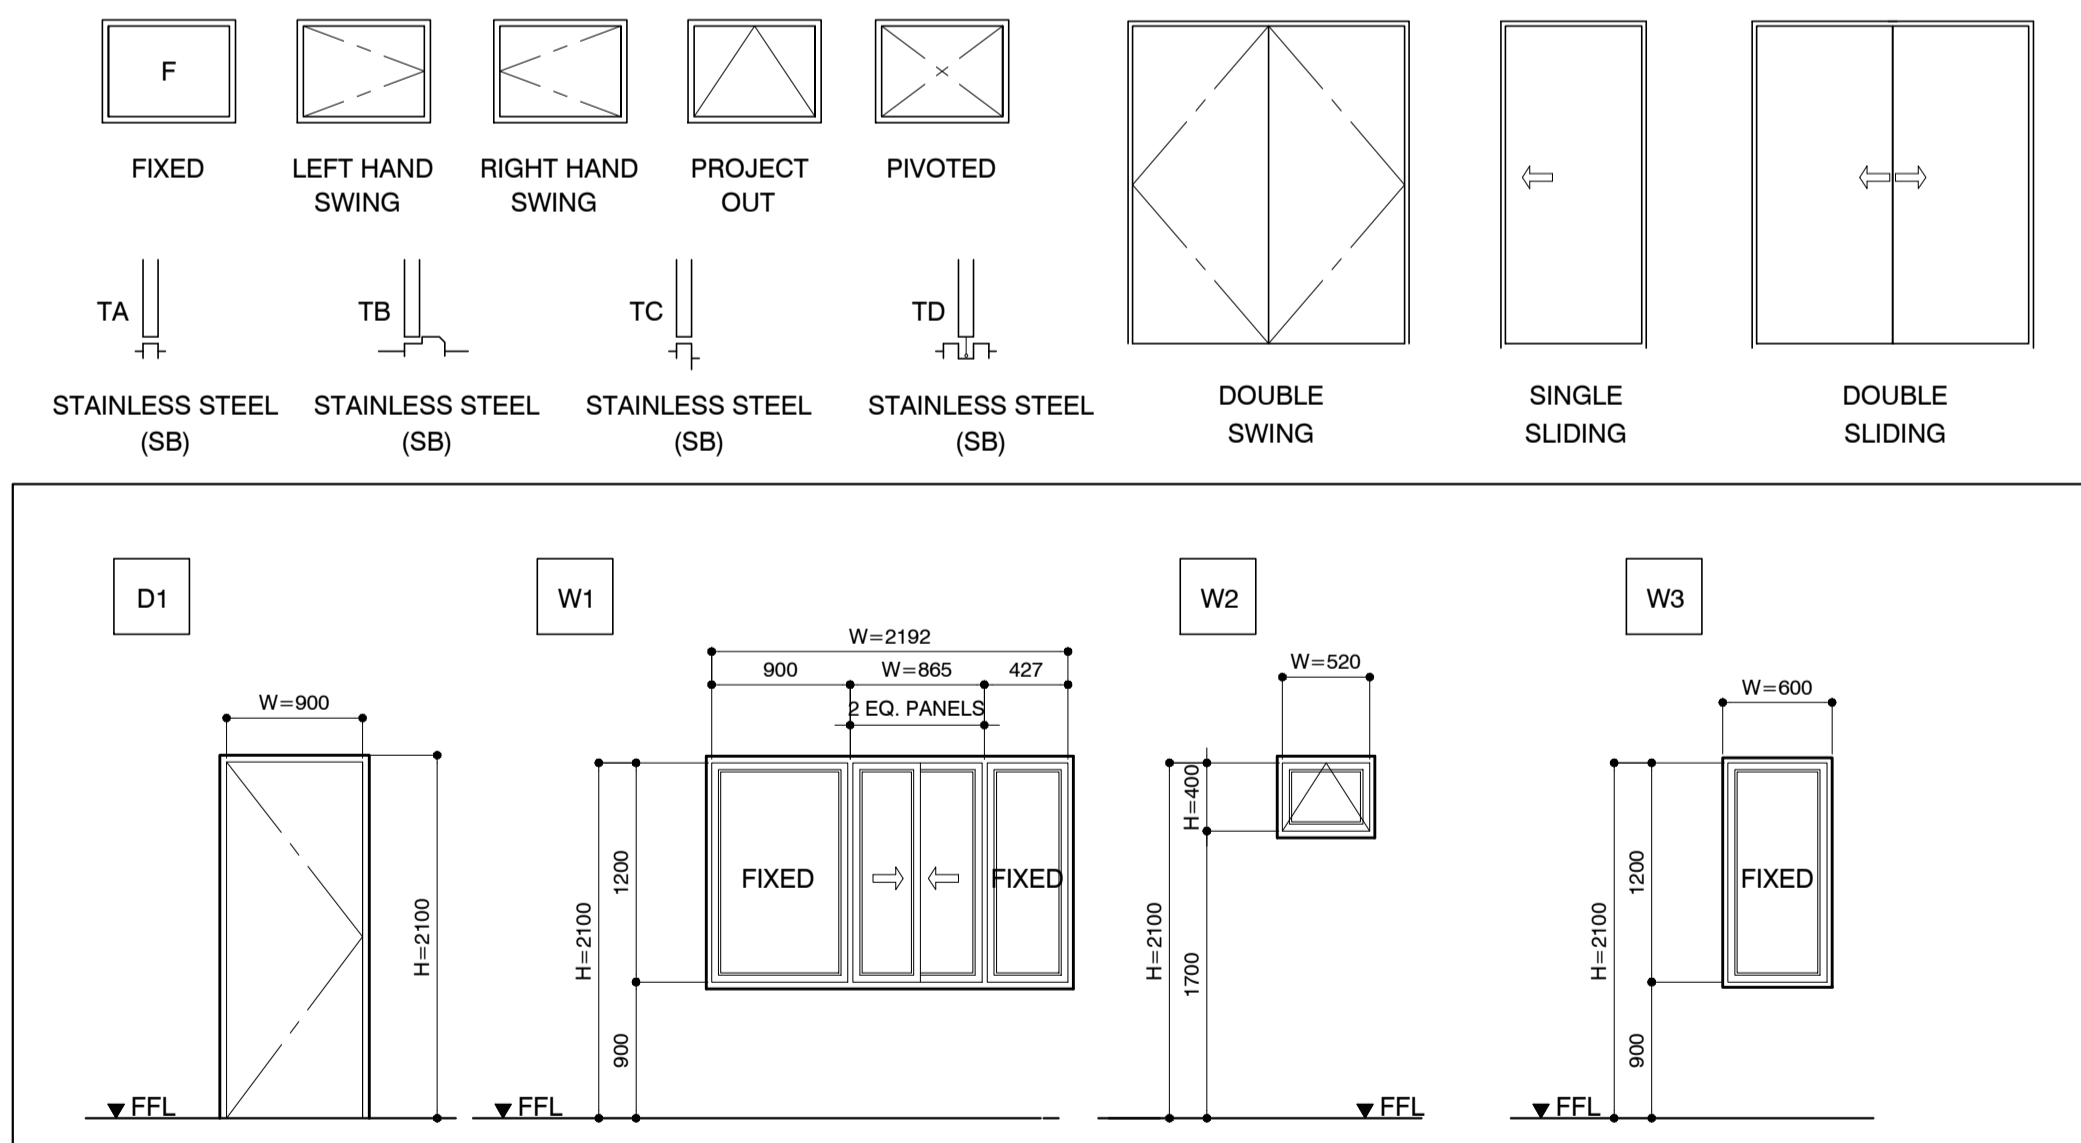 F
FIXED
LEFT HAND
SWING
RIGHT HAND
SWING
PROJECT
OUT
PIVOTED
TA
STAINLESS STEEL
(SB)
TB
STAINLESS STEEL
(SB)
TC
STAINLESS STEEL
(SB)
TD
STAINLESS STEEL
(SB)
DOUBLE
SWING
SINGLE
SLIDING
DOUBLE
SLIDING
D1
W=900
H=2100
FFL
W1
W=2192
900
W=865
427
2 EQ. PANELS
FIXED
FIXED
1200
H=2100
900
FFL
W2
W=520
H=400
H=2100
1700
FFL
W3
W=600
FIXED
1200
H=2100
900
FFL